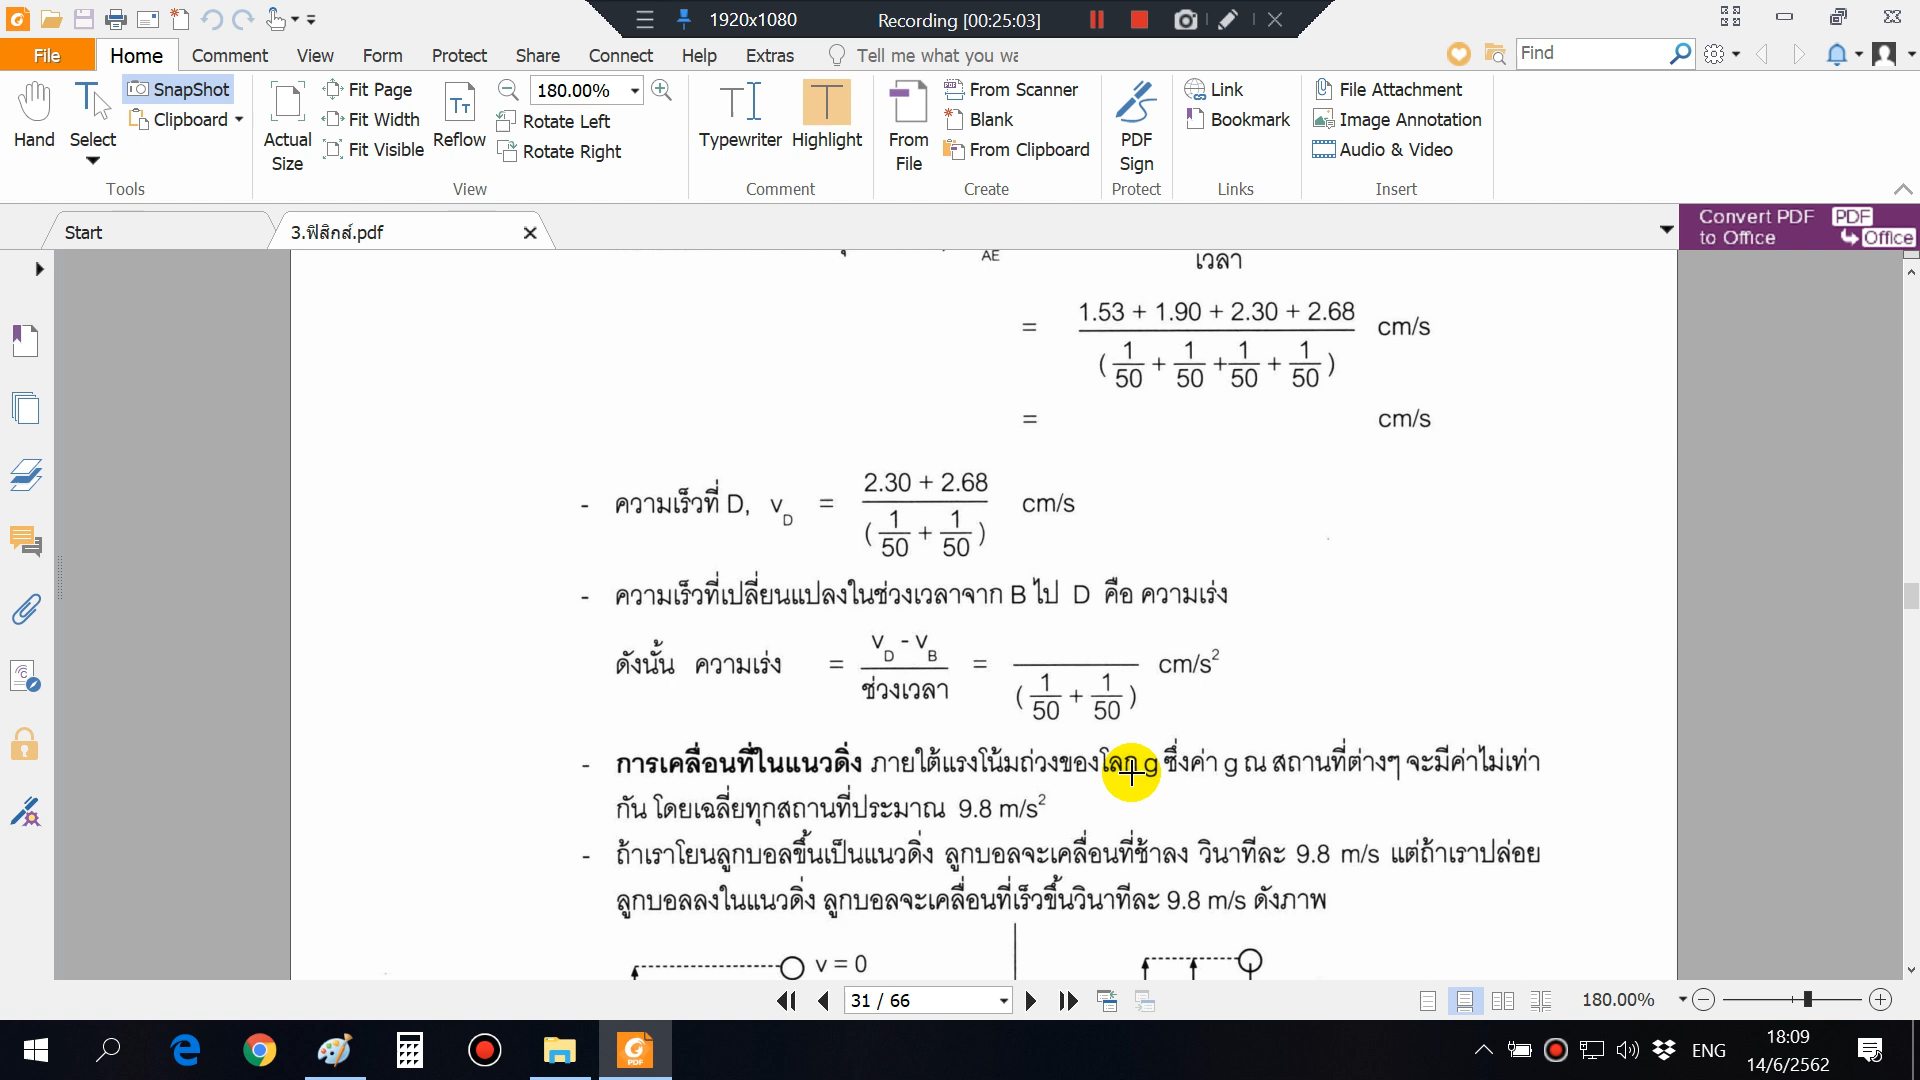 1920x1080 Recording [00:25:03]
File Home Comment View Form Protect Share Connect Help Extras Tell me what you wa Find
Hand Select SnapShot Clipboard Tools
Actual Size Fit Page Fit Width Fit Visible Reflow 180.00% Rotate Left Rotate Right View
Typewriter Highlight Comment
From File From Scanner Blank From Clipboard Create
PDF Sign Protect
Link Bookmark Links
File Attachment Image Annotation Audio & Video Insert
Start 3.ฟิสิกส์.pdf Convert PDF to Office PDF Office
AE เวลา
= 1.53 + 1.90 + 2.30 + 2.68 cm/s
( 1/50 + 1/50 + 1/50 + 1/50 )
= cm/s
- ความเร็วที่ D, v_D = 2.30 + 2.68 cm/s
( 1/50 + 1/50 )
- ความเร็วที่เปลี่ยนแปลงในช่วงเวลาจาก B ไป D คือ ความเร่ง
ดังนั้น ความเร่ง = v_D - v_B / ช่วงเวลา = cm/s²
( 1/50 + 1/50 )
- การเคลื่อนที่ในแนวดิ่ง ภายใต้แรงโน้มถ่วงของโลก g ซึ่งค่า g ณ สถานที่ต่างๆ จะมีค่าไม่เท่า
กัน โดยเฉลี่ยทุกสถานที่ประมาณ 9.8 m/s²
- ถ้าเราโยนลูกบอลขึ้นเป็นแนวดิ่ง ลูกบอลจะเคลื่อนที่ช้าลง วินาทีละ 9.8 m/s แต่ถ้าเราปล่อย
ลูกบอลลงในแนวดิ่ง ลูกบอลจะเคลื่อนที่เร็วขึ้นวินาทีละ 9.8 m/s ดังภาพ
v = 0
31 / 66 180.00%
ENG 18:09
14/6/2562